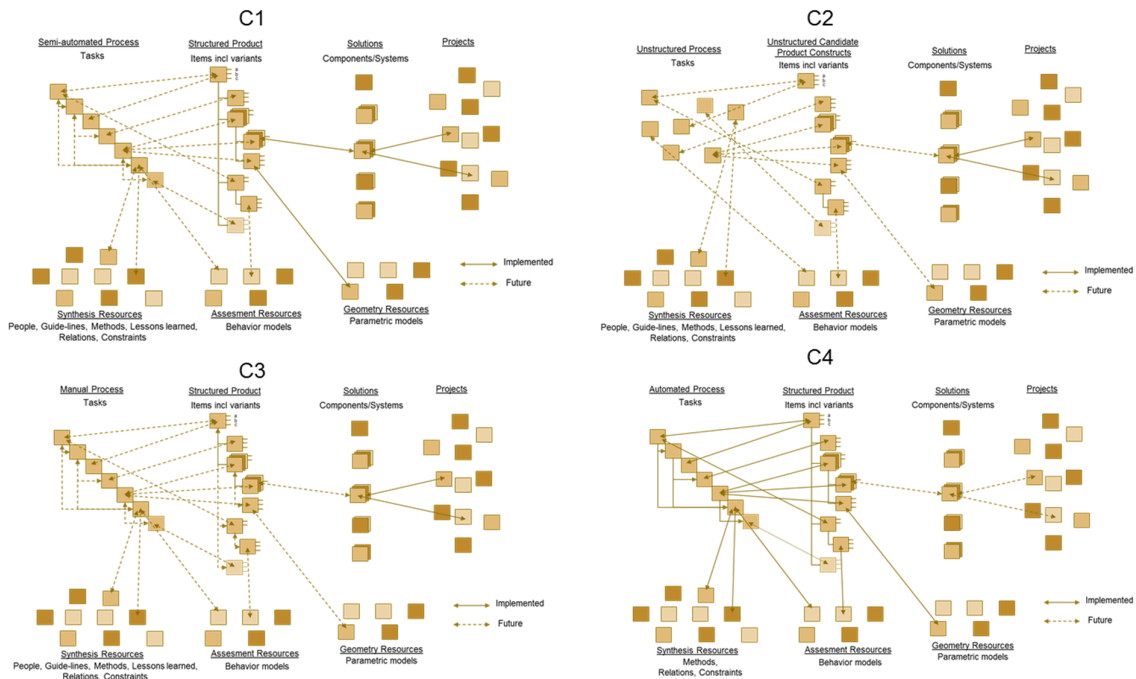 C1
Semi-automated Process
Tasks
Structured Product
Items incl variants
a
b
Solutions
Components/Systems
Projects
Implemented
Future
Synthesis Resources
People, Guide-lines, Methods, Lessons learned,
Relations, Constraints
Assesment Resources
Behavior models
Geometry Resources
Parametric models
C2
Unstructured Process
Tasks
Unstructured Candidate
Product Constructs
Items incl variants
a
b
Solutions
Components/Systems
Projects
Implemented
Future
Synthesis Resources
People, Guide-lines, Methods, Lessons learned,
Relations, Constraints
Assesment Resources
Behavior models
Geometry Resources
Parametric models
C3
Manual Process
Tasks
Structured Product
Items incl variants
a
b
Solutions
Components/Systems
Projects
Implemented
Future
Synthesis Resources
People, Guide-lines, Methods, Lessons learned,
Relations, Constraints
Assesment Resources
Behavior models
Geometry Resources
Parametric models
C4
Automated Process
Tasks
Structured Product
Items incl variants
a
b
Solutions
Components/Systems
Projects
Implemented
Future
Synthesis Resources
Methods,
Relations, Constraints
Assesment Resources
Behavior models
Geometry Resources
Parametric models